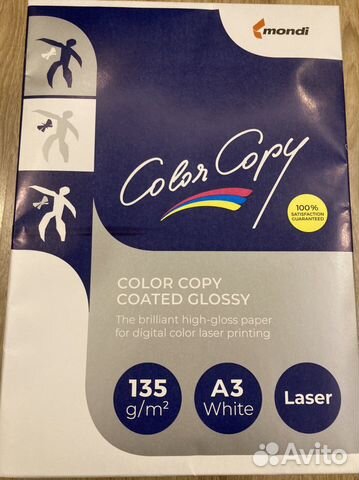 mondi
Color Copy
100%
SATISFACTION
GUARANTEED
COLOR COPY
COATED GLOSSY
The brilliant high-gloss paper
for digital color laser printing
135
g/m²
A3
White
Laser
Avito